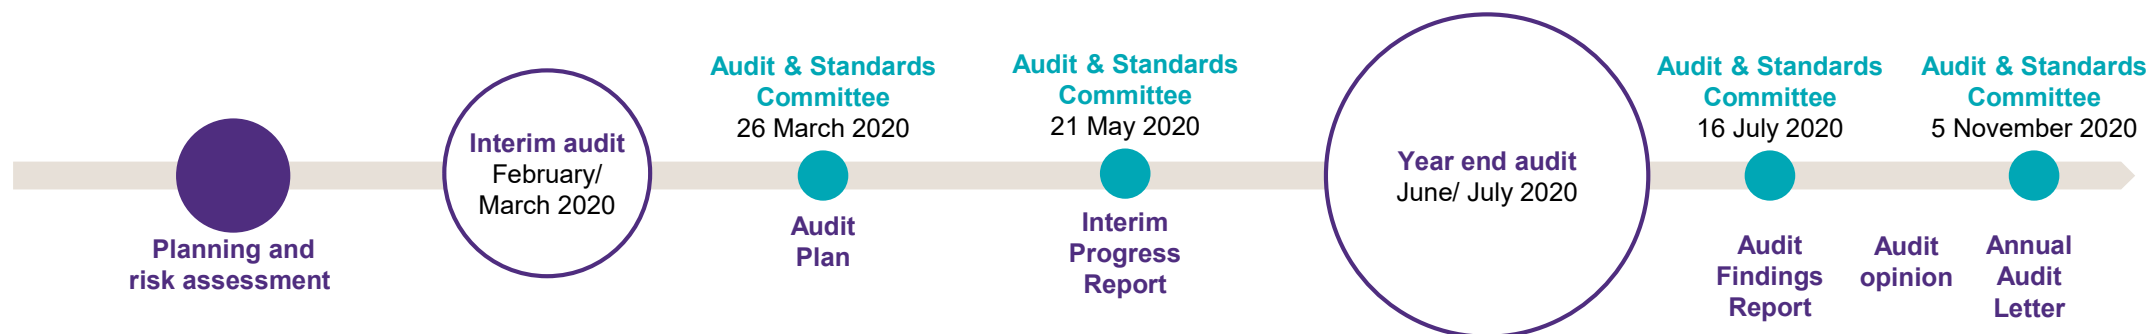 Planning and
risk assessment
Interim audit
February/
March 2020
Audit & Standards
Committee
26 March 2020
Audit
Plan
Audit & Standards
Committee
21 May 2020
Interim
Progress
Report
Year end audit
June/ July 2020
Audit & Standards
Committee
16 July 2020
Audit
Findings
Report
Audit
opinion
Audit & Standards
Committee
5 November 2020
Annual
Audit
Letter